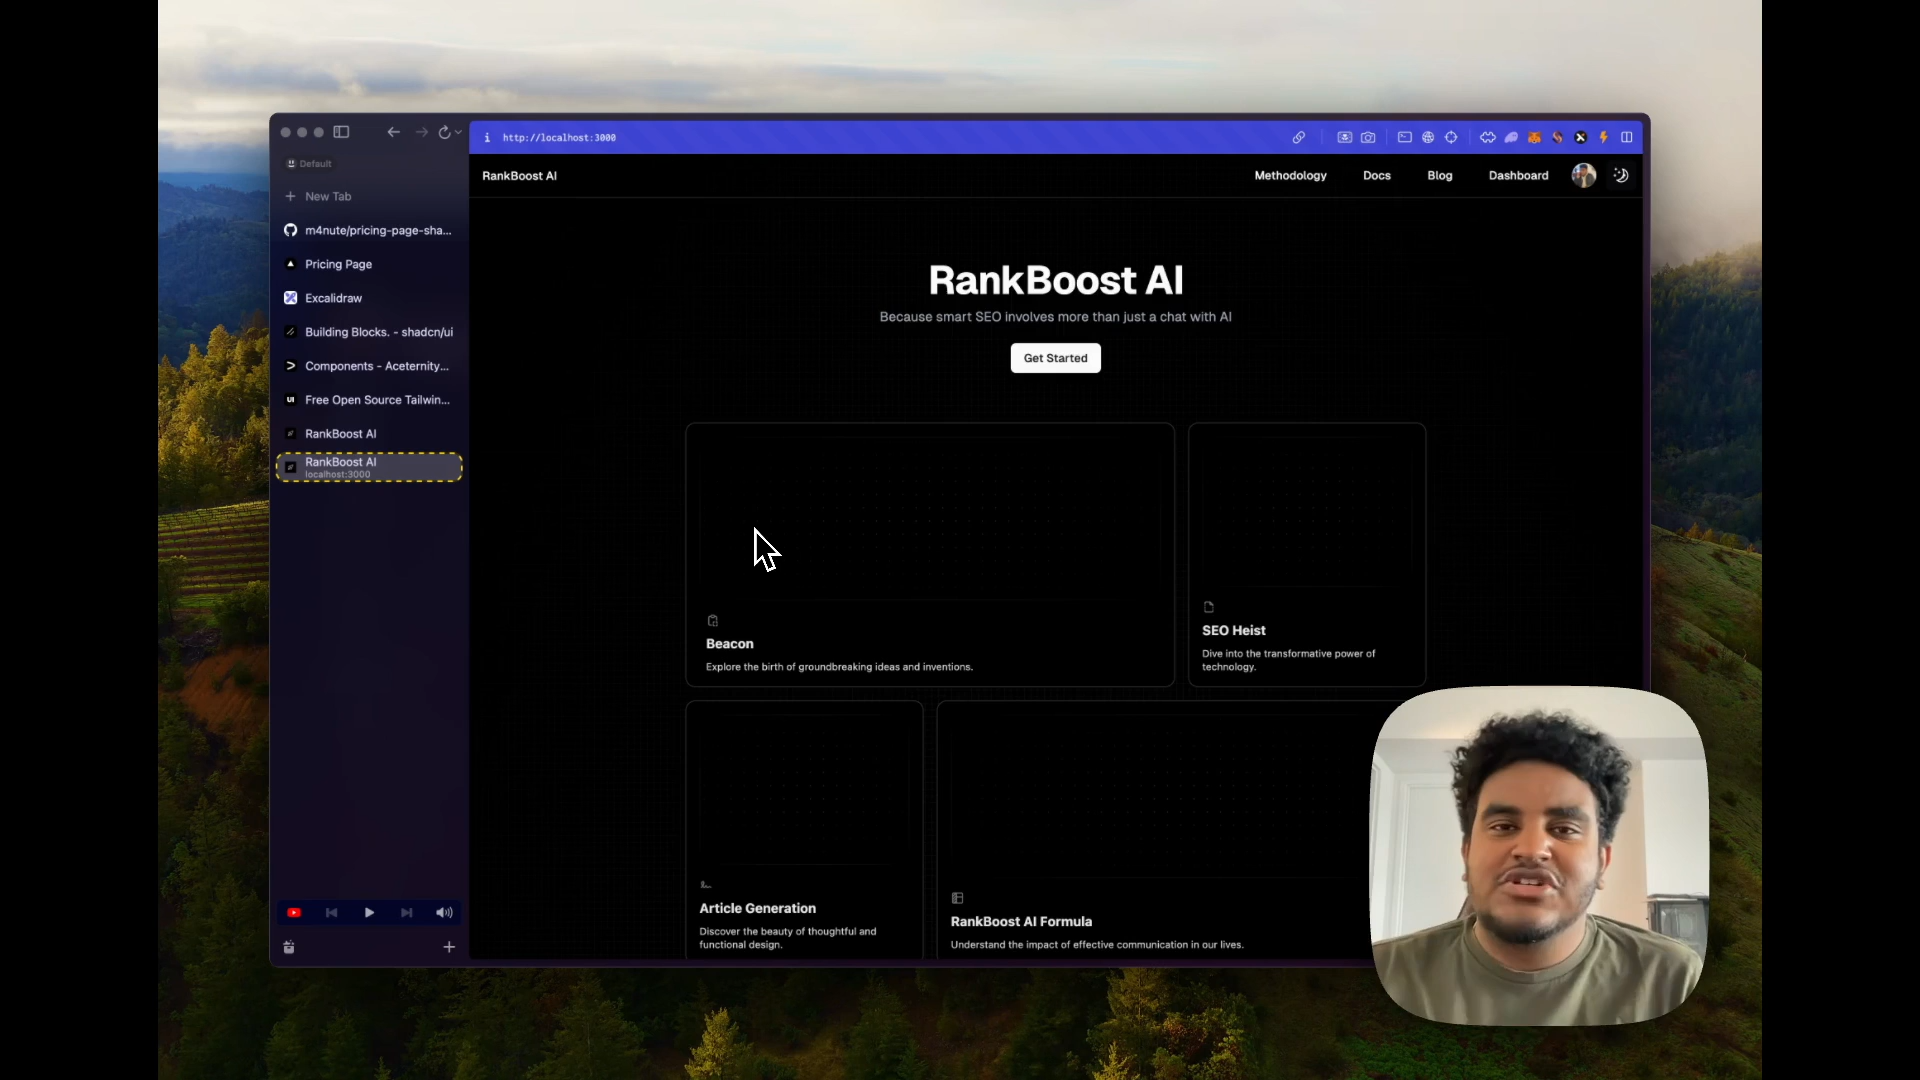 http://localhost:3000
Default
New Tab
m4nute/pricing-page-sha...
Pricing Page
Excalidraw
Building Blocks. - shadcn/ui
Components - Aceternity...
Free Open Source Tailwin...
RankBoost AI
RankBoost AI
localhost:3000
RankBoost AI
Methodology
Docs
Blog
Dashboard
RankBoost AI
Because smart SEO involves more than just a chat with AI
Get Started
Beacon
Explore the birth of groundbreaking ideas and inventions.
SEO Heist
Dive into the transformative power of
technology.
Article Generation
Discover the beauty of thoughtful and
functional design.
RankBoost AI Formula
Understand the impact of effective communication in our lives.